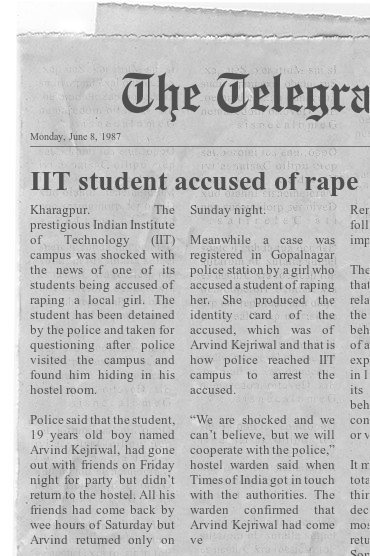 The Telegra
Monday, June 8, 1987
IIT student accused of rape
Kharagpur. The
prestigious Indian Institute
of Technology (IIT)
campus was shocked with
the news of one of its
students being accused of
raping a local girl. The
student has been detained
by the police and taken for
questioning after police
visited the campus and
found him hiding in his
hostel room.
Police said that the student,
19 years old boy named
Arvind Kejriwal, had gone
out with friends on Friday
night for party but didn't
return to the hostel. All his
friends had come back by
wee hours of Saturday but
Arvind returned only on
Sunday night.
Meanwhile a case was
registered in Gopalnagar
police station by a girl who
accused a student of raping
her. She produced the
identity card of the
accused, which was of
Arvind Kejriwal and that is
how police reached IIT
campus to arrest the
accused.
“We are shocked and we
can't believe, but we will
cooperate with the police,”
hostel warden said when
Times of India got in touch
with the authorities. The
warden confirmed that
Arvind Kejriwal had come
ve
Rer
foll
imp
The
that
rela
the
beh
of a
exp
in I
its
beh
con
or v
It m
tota
thin
dec
mos
retu